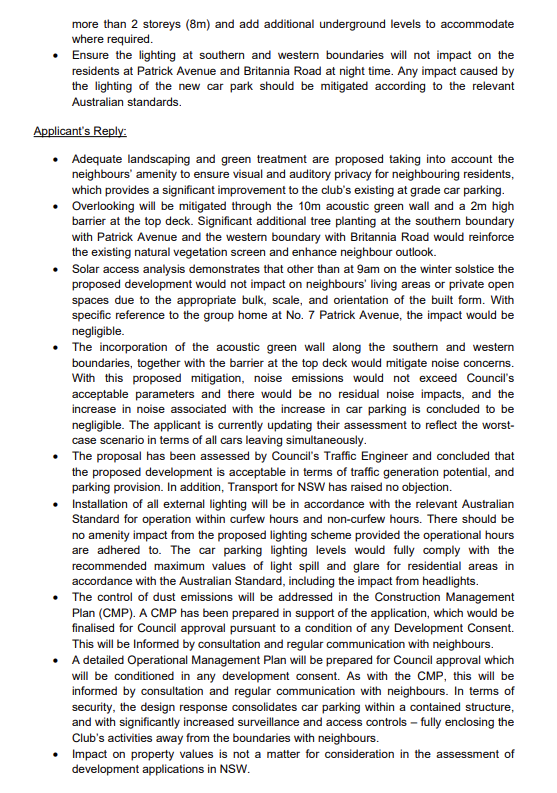 more than 2 storeys (8m) and add additional underground levels to accommodate
where required.
• Ensure the lighting at southern and western boundaries will not impact on the
residents at Patrick Avenue and Britannia Road at night time. Any impact caused by
the lighting of the new car park should be mitigated according to the relevant
Australian standards.
Applicant's Reply:
• Adequate landscaping and green treatment are proposed taking into account the
neighbours' amenity to ensure visual and auditory privacy for neighbouring residents,
which provides a significant improvement to the club's existing at grade car parking.
• Overlooking will be mitigated through the 10m acoustic green wall and a 2m high
barrier at the top deck. Significant additional tree planting at the southern boundary
with Patrick Avenue and the western boundary with Britannia Road would reinforce
the existing natural vegetation screen and enhance neighbour outlook.
• Solar access analysis demonstrates that other than at 9am on the winter solstice the
proposed development would not impact on neighbours' living areas or private open
spaces due to the appropriate bulk, scale, and orientation of the built form. With
specific reference to the group home at No. 7 Patrick Avenue, the impact would be
negligible.
• The incorporation of the acoustic green wall along the southern and western
boundaries, together with the barrier at the top deck would mitigate noise concerns.
With this proposed mitigation, noise emissions would not exceed Council's
acceptable parameters and there would be no residual noise impacts, and the
increase in noise associated with the increase in car parking is concluded to be
negligible. The applicant is currently updating their assessment to reflect the worst-
case scenario in terms of all cars leaving simultaneously.
• The proposal has been assessed by Council's Traffic Engineer and concluded that
the proposed development is acceptable in terms of traffic generation potential, and
parking provision. In addition, Transport for NSW has raised no objection.
• Installation of all external lighting will be in accordance with the relevant Australian
Standard for operation within curfew hours and non-curfew hours. There should be
no amenity impact from the proposed lighting scheme provided the operational hours
are adhered to. The car parking lighting levels would fully comply with the
recommended maximum values of light spill and glare for residential areas in
accordance with the Australian Standard, including the impact from headlights.
• The control of dust emissions will be addressed in the Construction Management
Plan (CMP). A CMP has been prepared in support of the application, which would be
finalised for Council approval pursuant to a condition of any Development Consent.
This will be Informed by consultation and regular communication with neighbours.
• A detailed Operational Management Plan will be prepared for Council approval which
will be conditioned in any development consent. As with the CMP, this will be
informed by consultation and regular communication with neighbours. In terms of
security, the design response consolidates car parking within a contained structure,
and with significantly increased surveillance and access controls – fully enclosing the
Club's activities away from the boundaries with neighbours.
• Impact on property values is not a matter for consideration in the assessment of
development applications in NSW.